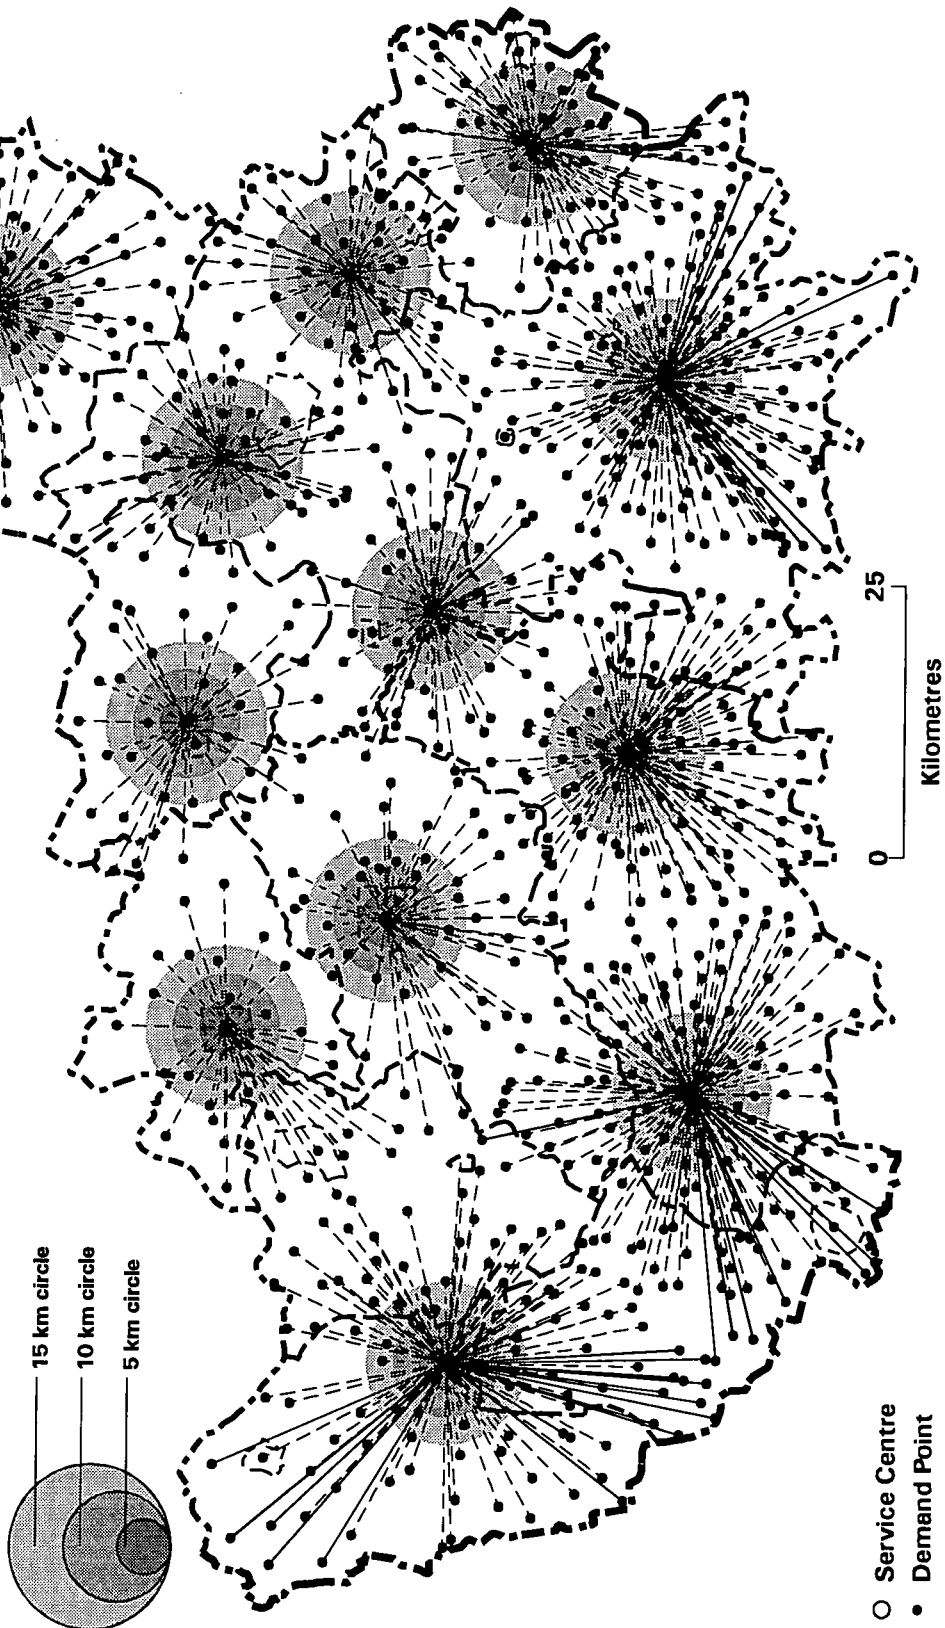 15 km circle
10 km circle
5 km circle
Service Centre
Demand Point
0
25
Kilometres